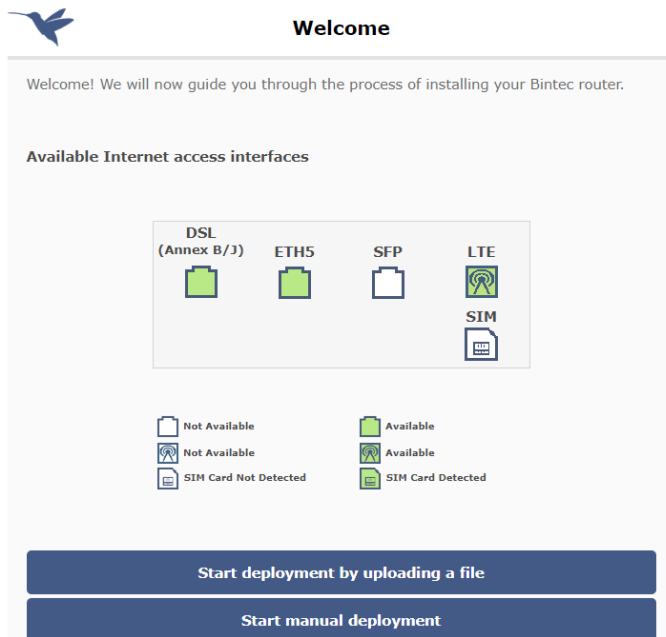 Welcome
Welcome! We will now guide you through the process of installing your Bintec router.
Available Internet access interfaces
DSL
(Annex B/J)
ETH5
SFP
LTE
SIM
Not Available
Available
Not Available
Available
SIM Card Not Detected
SIM Card Detected
Start deployment by uploading a file
Start manual deployment